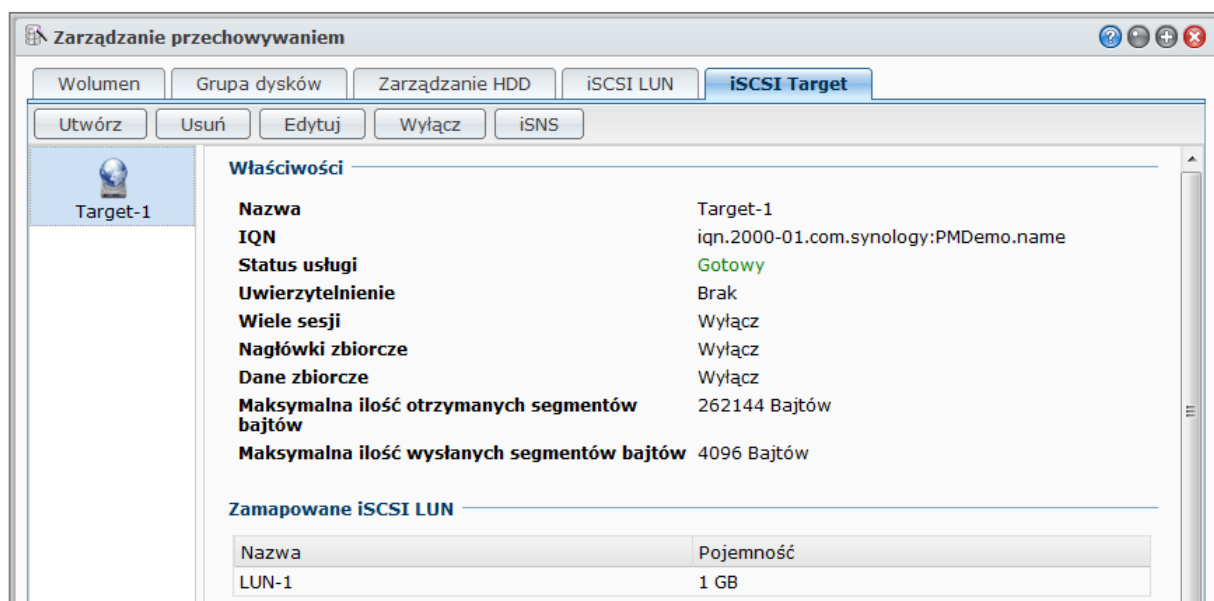 Zarządzanie przechowywaniem
Wolumen Grupa dysków Zarządzanie HDD iSCSI LUN iSCSI Target
Utwórz Usuń Edytuj Wyłącz iSNS
Target-1
Właściwości
Nazwa Target-1
IQN iqn.2000-01.com.synology:PMDemo.name
Status usługi Gotowy
Uwierzytelnienie Brak
Wiele sesji Wyłącz
Nagłówki zbiorcze Wyłącz
Dane zbiorcze Wyłącz
Maksymalna ilość otrzymanych segmentów 262144 Bajtów
bajtów
Maksymalna ilość wysłanych segmentów bajtów 4096 Bajtów
Zamapowane iSCSI LUN
Nazwa Pojemność
LUN-1 1 GB